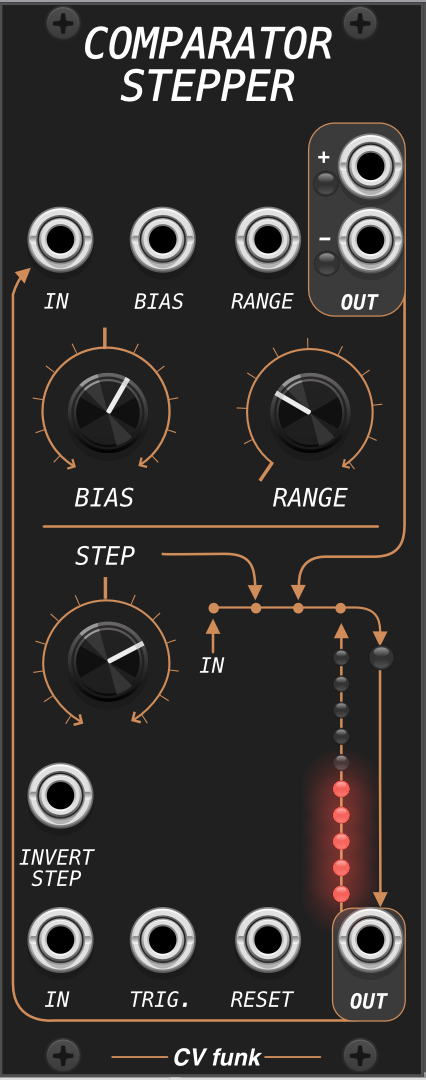 COMPARATOR
STEPPER
+
−
IN BIAS RANGE OUT
BIAS RANGE
STEP
IN
INVERT
STEP
IN TRIG. RESET OUT
CV funk